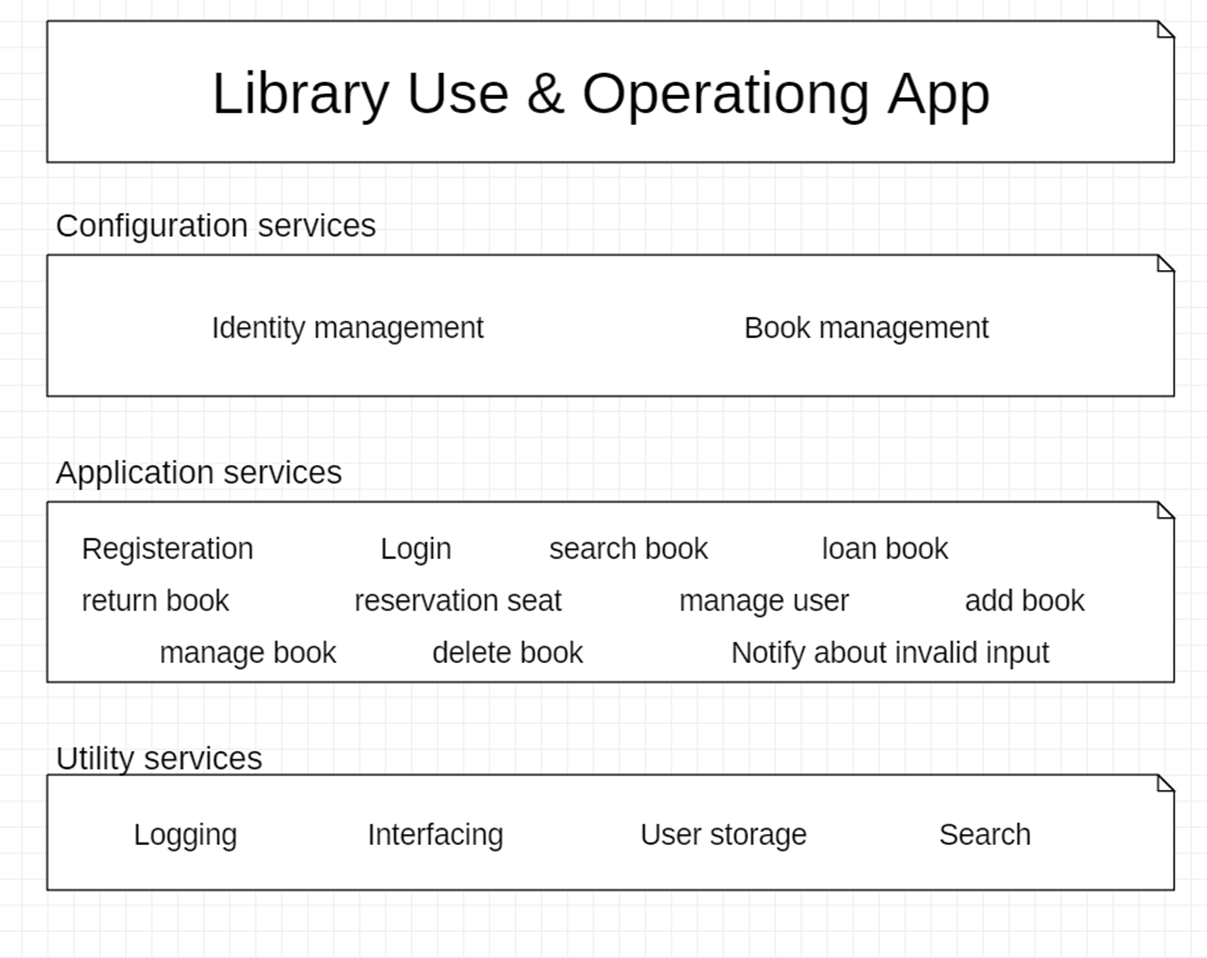 Library Use & Operationg App
Configuration services
Identity management Book management
Application services
Registeration Login search book loan book
return book reservation seat manage user add book
manage book delete book Notify about invalid input
Utility services
Logging Interfacing User storage Search